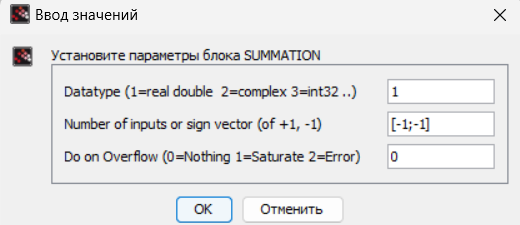 Ввод значений
Установите параметры блока SUMMATION
Datatype (1=real double  2=complex 3=int32 ..) 1
Number of inputs or sign vector (of +1, -1) [-1;-1]
Do on Overflow (0=Nothing 1=Saturate 2=Error) 0
OK Отменить